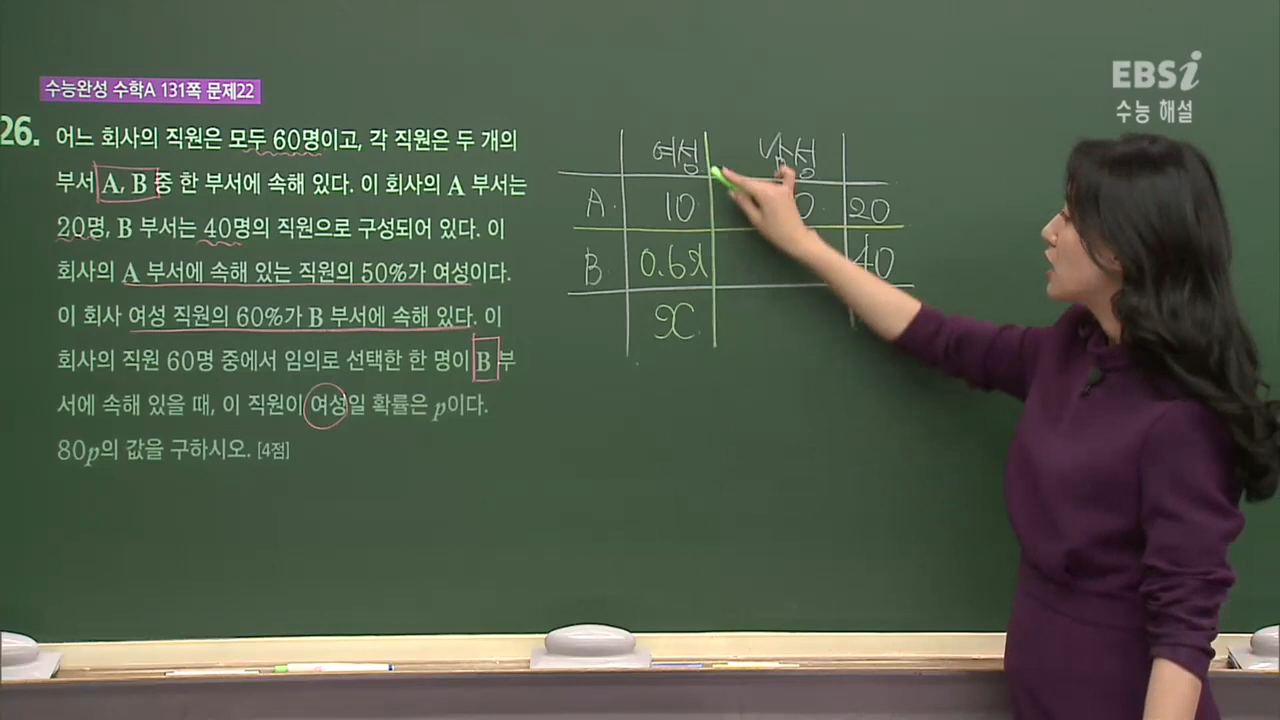 수능완성 수학A 131쪽 문제22
EBSi
수능 해설
26. 어느 회사의 직원은 모두 60명이고, 각 직원은 두 개의
부서 A, B 중 한 부서에 속해 있다. 이 회사의 A 부서는
20명, B 부서는 40명의 직원으로 구성되어 있다. 이
회사의 A 부서에 속해 있는 직원의 50%가 여성이다.
이 회사 여성 직원의 60%가 B 부서에 속해 있다. 이
회사의 직원 60명 중에서 임의로 선택한 한 명이 B 부
서에 속해 있을 때, 이 직원이 여성일 확률은 p이다.
80p의 값을 구하시오. [4점]
여성 남성
A. 10 0. 20
B. 0.6x 40
x